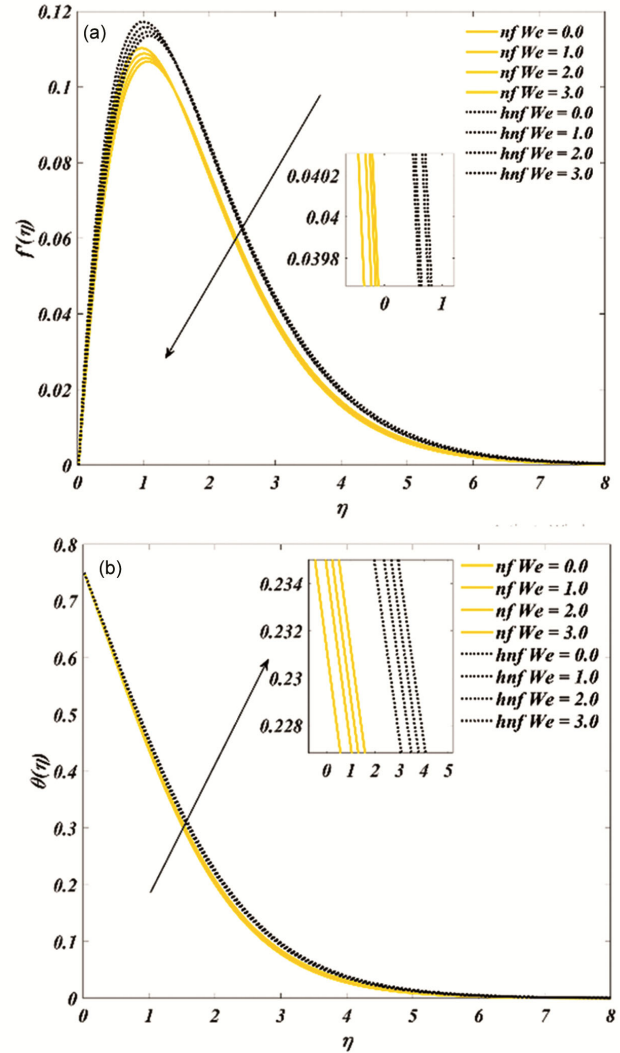 (a)
0.12
0.1
0.08
0.06
0.04
0.02
0
f'(η)
nf We = 0.0
nf We = 1.0
nf We = 2.0
nf We = 3.0
hnf We = 0.0
hnf We = 1.0
hnf We = 2.0
hnf We = 3.0
0.0402
0.04
0.0398
0 1
0 1 2 3 4 5 6 7 8
η
(b)
0.8
0.7
0.6
0.5
0.4
0.3
0.2
0.1
0
θ(η)
0.234
0.232
0.23
0.228
0 1 2 3 4 5
nf We = 0.0
nf We = 1.0
nf We = 2.0
nf We = 3.0
hnf We = 0.0
hnf We = 1.0
hnf We = 2.0
hnf We = 3.0
0 1 2 3 4 5 6 7 8
η